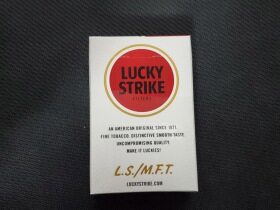 LUCKY
STRIKE
FILTERS
AN AMERICAN ORIGINAL SINCE 1871.
FINE TOBACCO, DISTINCTIVE SMOOTH TASTE,
UNCOMPROMISING QUALITY.
MAKE IT LUCKIES!
L.S./M.F.T.
LUCKYSTRIKE.COM